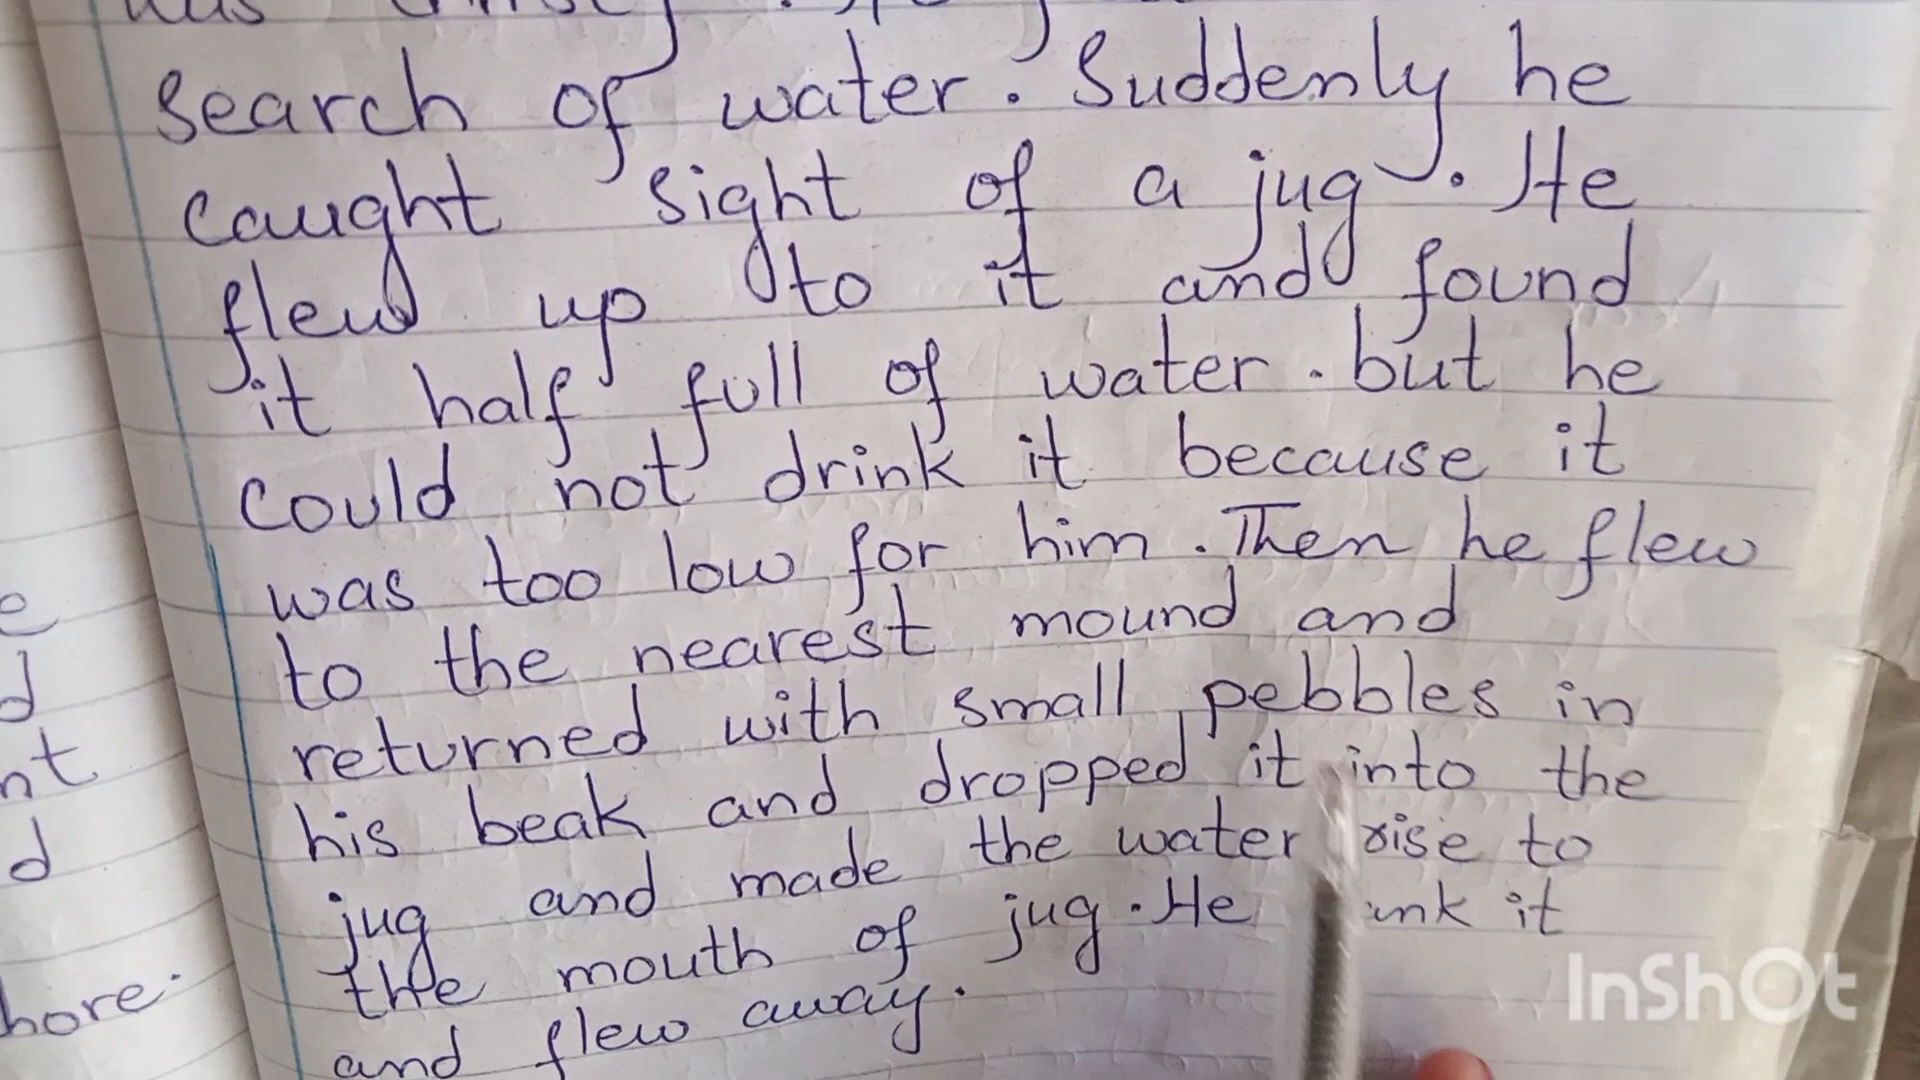 search of water. Suddenly he
caught sight of a jug. He
flew up to it and found
it half full of water. but he
could not drink it because it
was too low for him. Then he flew
to the nearest mound and
returned with small pebbles in
his beak and dropped it into the
jug and made the water rise to
the mouth of jug. He it
and flew away.
hore.
InShOt